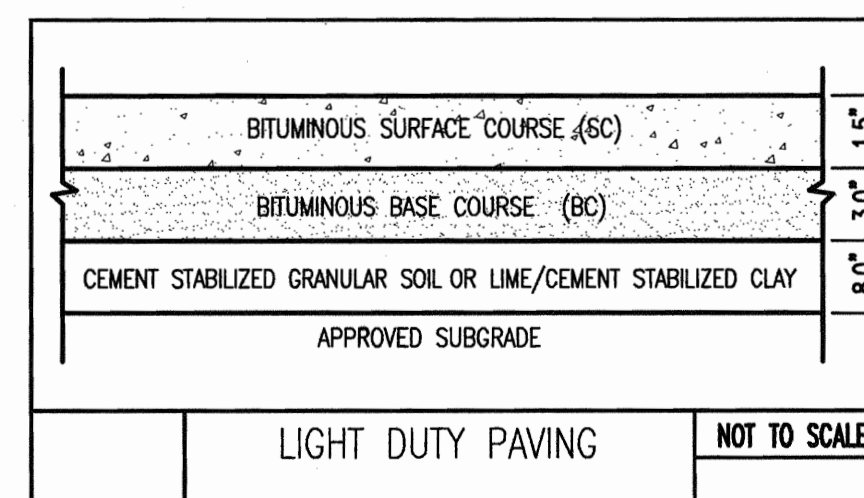 BITUMINOUS SURFACE COURSE (SC)
1.5"
BITUMINOUS BASE COURSE (BC)
3.0"
CEMENT STABILIZED GRANULAR SOIL OR LIME/CEMENT STABILIZED CLAY
8.0"
APPROVED SUBGRADE
LIGHT DUTY PAVING
NOT TO SCALE